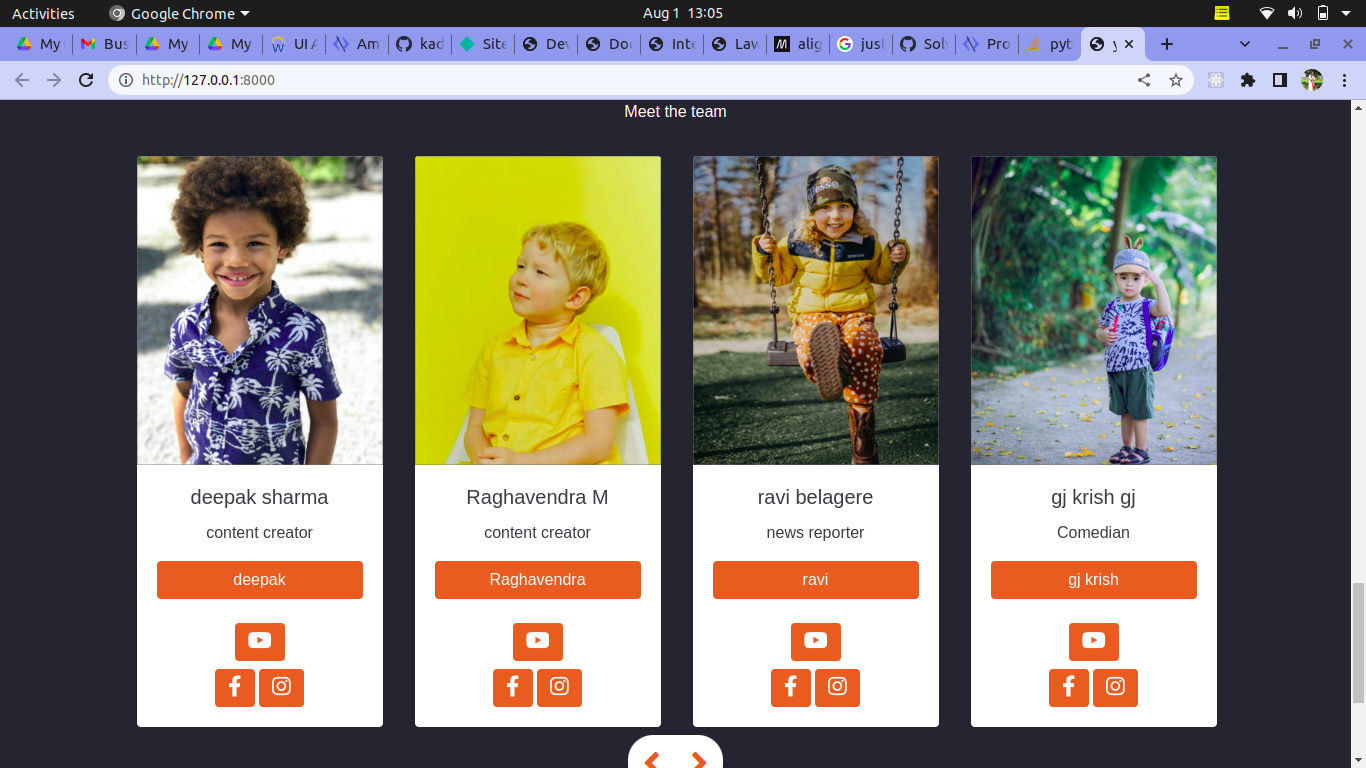 Activities Google Chrome Aug 1 13:05
My Bus My My UI A Am kad Site Dev Doc Inte Law alig just Solv Pro pyt
http://127.0.0.1:8000
Meet the team
deepak sharma Raghavendra M ravi belagere gj krish gj
content creator content creator news reporter Comedian
deepak Raghavendra ravi gj krish